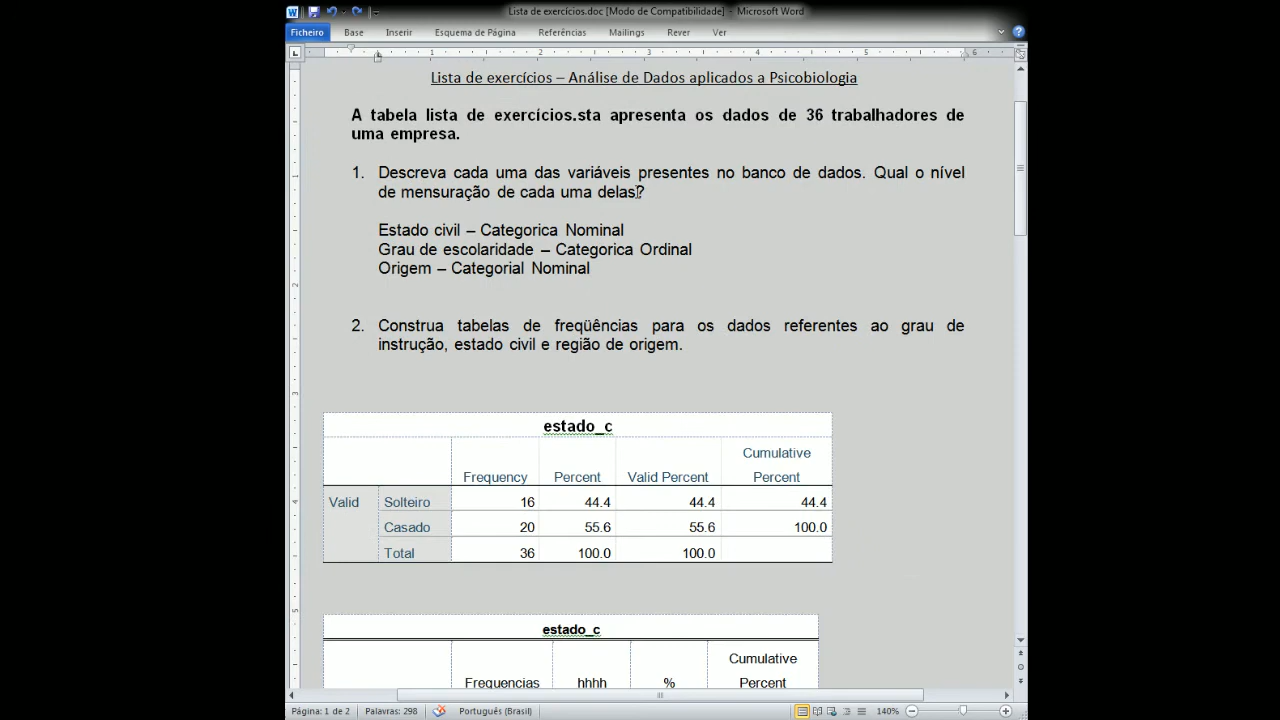 Lista de exercícios.doc [Modo de Compatibilidade] - Microsoft Word
Ficheiro Base Inserir Esquema de Página Referências Mailings Rever Ver
1 2 3 4 5 6
Lista de exercícios – Análise de Dados aplicados a Psicobiologia
A tabela lista de exercícios.sta apresenta os dados de 36 trabalhadores de
uma empresa.
1. Descreva cada uma das variáveis presentes no banco de dados. Qual o nível
de mensuração de cada uma delas?
Estado civil – Categorica Nominal
Grau de escolaridade – Categorica Ordinal
Origem – Categorial Nominal
2. Construa tabelas de freqüências para os dados referentes ao grau de
instrução, estado civil e região de origem.
estado_c
Cumulative
Frequency Percent Valid Percent Percent
Valid Solteiro 16 44.4 44.4 44.4
Casado 20 55.6 55.6 100.0
Total 36 100.0 100.0
estado_c
Cumulative
Frequencias hhhh % Percent
Página: 1 de 2 Palavras: 298 Português (Brasil) 140%